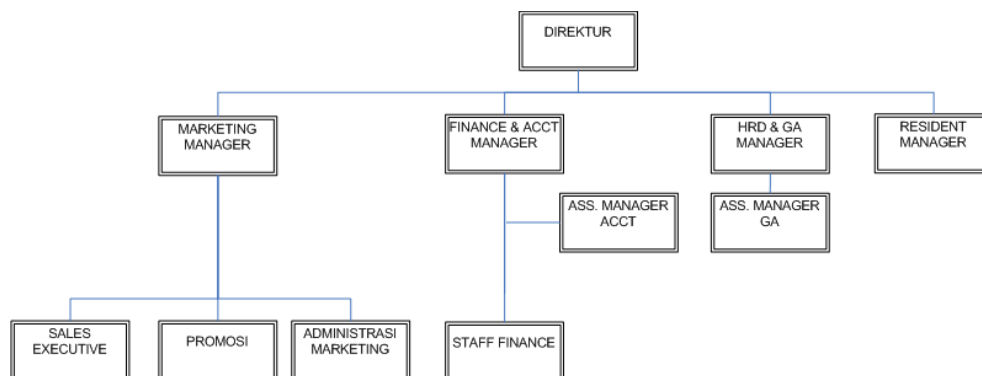 DIREKTUR
MARKETING
MANAGER
FINANCE & ACCT
MANAGER
HRD & GA
MANAGER
RESIDENT
MANAGER
ASS. MANAGER
ACCT
ASS. MANAGER
GA
SALES
EXECUTIVE
PROMOSI
ADMINISTRASI
MARKETING
STAFF FINANCE